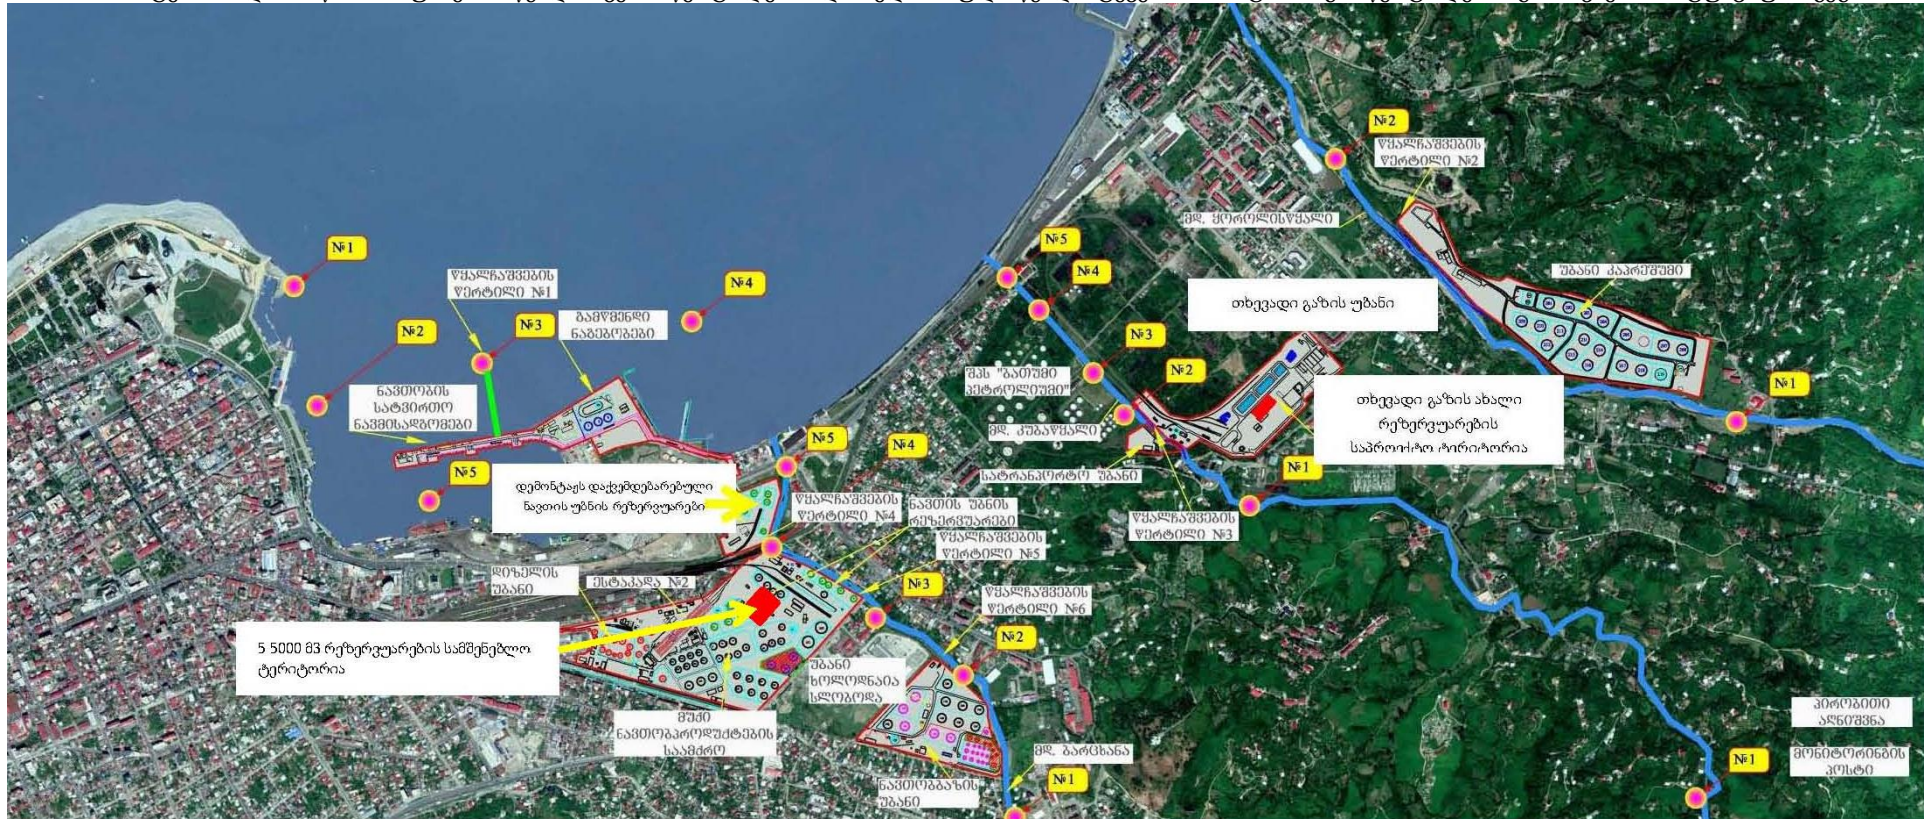 №2
წყალჩაშვების
წერტილი №2
მდ. ყოროლისწყალი
№5
№1
უბანი კაპრეშუმი
წყალჩაშვების
წერტილი №1
№4
№4
თხევადი გაზის უბანი
№2
№3
გამწმენდი
ნაგებობები
№3
შპს "ბათუმი
პეტროლიუმი"
№2
ნავთობის
სატვირთო
ნავმისადგომები
თხევადი გაზის ახალი
რეზერვუარების
საპროექტო ტერიტორია
№1
მდ. კუბაწყალი
№5
№4
№5
სატრანპორტო უბანი
№1
დემონტაჟს დაქვემდებარებული
ნავთის უბნის რეზერვუარები
წყალჩაშვების
წერტილი №4
ნავთის უბნის
რეზერვუარები
წყალჩაშვების
წერტილი №3
წყალჩაშვების
წერტილი №5
დიზელის
უბანი
ესტაკადა №2
№3
წყალჩაშვების
წერტილი №6
№2
5 5000 მ3 რეზერვუარების სამშენებლო
ტერიტორია
უბანი
ხოლოდნაია
სლობოდა
მუქი
ნავთობპროდუქტების
საამქრო
პირობითი
აღნიშვნა
მდ. ბარცხანა
№1
№1
მონიტორინგის
პოსტი
ნავთობბაზის
უბანი